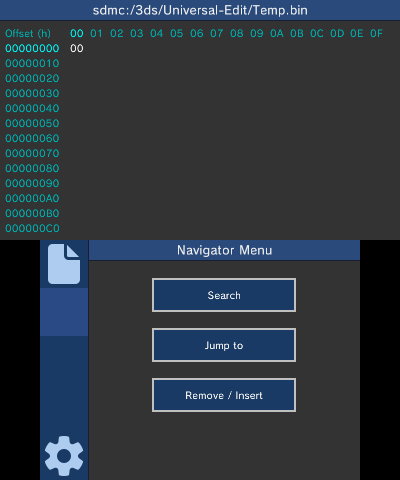 sdmc:/3ds/Universal-Edit/Temp.bin
Offset (h) 00 01 02 03 04 05 06 07 08 09 0A 0B 0C 0D 0E 0F
00000000 00
00000010
00000020
00000030
00000040
00000050
00000060
00000070
00000080
00000090
000000A0
000000B0
000000C0
Navigator Menu
Search
Jump to
Remove / Insert